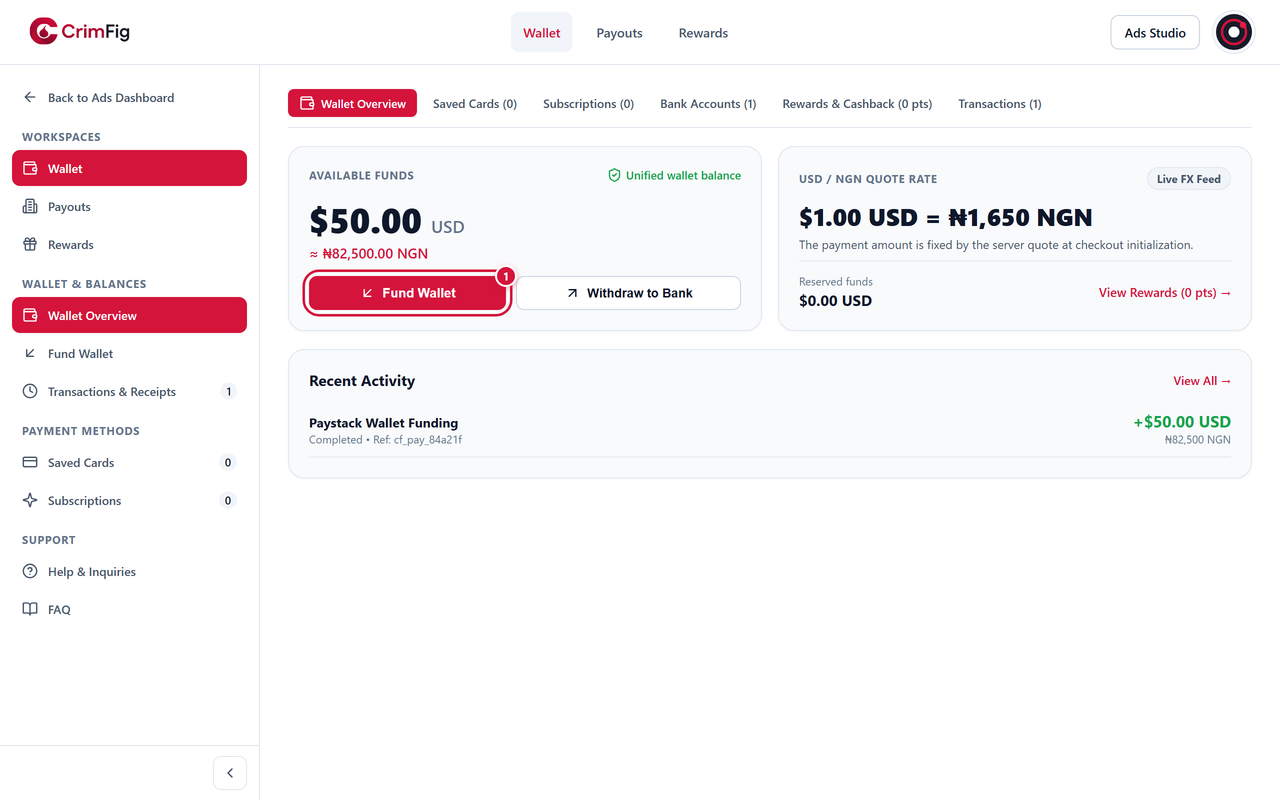 CrimFig
Wallet
Payouts
Rewards
Ads Studio
Back to Ads Dashboard
WORKSPACES
Wallet
Payouts
Rewards
WALLET & BALANCES
Wallet Overview
Fund Wallet
Transactions & Receipts 1
PAYMENT METHODS
Saved Cards 0
Subscriptions 0
SUPPORT
Help & Inquiries
FAQ
Wallet Overview
Saved Cards (0)
Subscriptions (0)
Bank Accounts (1)
Rewards & Cashback (0 pts)
Transactions (1)
AVAILABLE FUNDS
Unified wallet balance
$50.00 USD
≈ ₦82,500.00 NGN
1
Fund Wallet
Withdraw to Bank
USD / NGN QUOTE RATE
Live FX Feed
$1.00 USD = ₦1,650 NGN
The payment amount is fixed by the server quote at checkout initialization.
Reserved funds
$0.00 USD
View Rewards (0 pts) →
Recent Activity
View All →
Paystack Wallet Funding
+$50.00 USD
Completed • Ref: cf_pay_84a21f
₦82,500 NGN